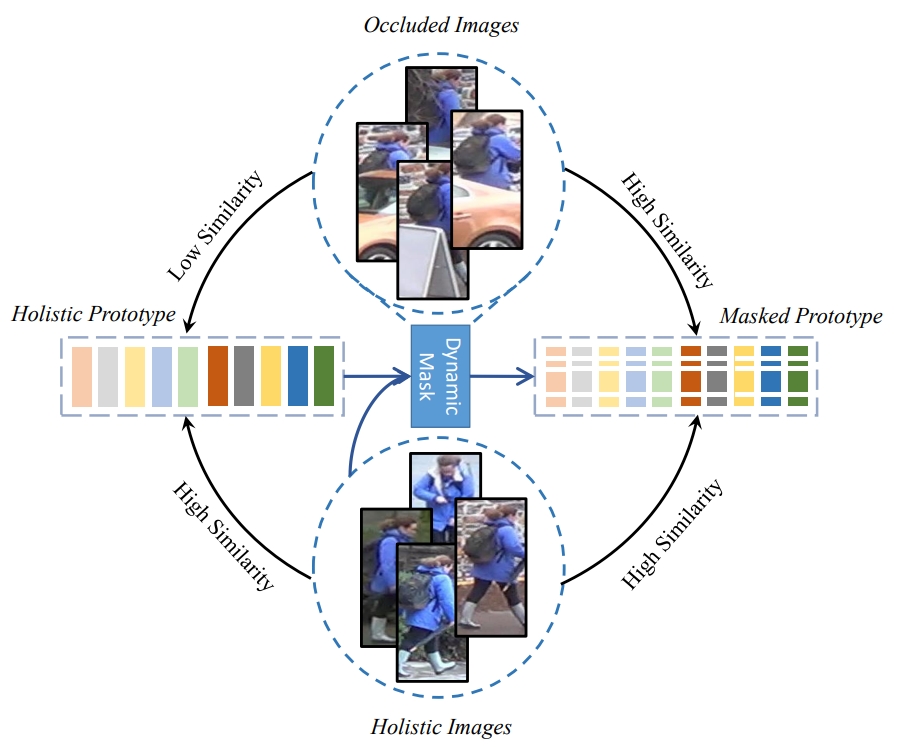 Occluded Images
Low Similarity
High Similarity
Holistic Prototype
Masked Prototype
Dynamic
Mask
High Similarity
High Similarity
Holistic Images